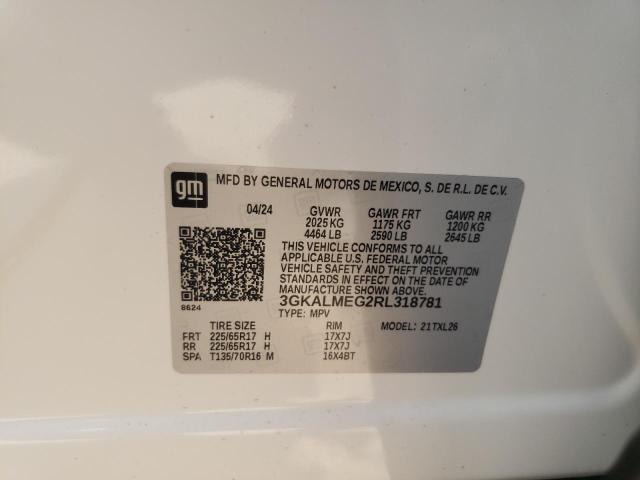 gm
MFD BY GENERAL MOTORS DE MEXICO, S. DE R.L. DE C.V.
04/24 GVWR GAWR FRT GAWR RR
2025 KG 1175 KG 1200 KG
4464 LB 2590 LB 2645 LB
THIS VEHICLE CONFORMS TO ALL
APPLICABLE U.S. FEDERAL MOTOR
VEHICLE SAFETY AND THEFT PREVENTION
STANDARDS IN EFFECT ON THE DATE OF
MANUFACTURE SHOWN ABOVE.
8624 3GKALMEG2RL318781
TYPE: MPV
TIRE SIZE RIM MODEL: 21TXL26
FRT 225/65R17 H 17X7J
RR 225/65R17 H 17X7J
SPA T135/70R16 M 16X4BT